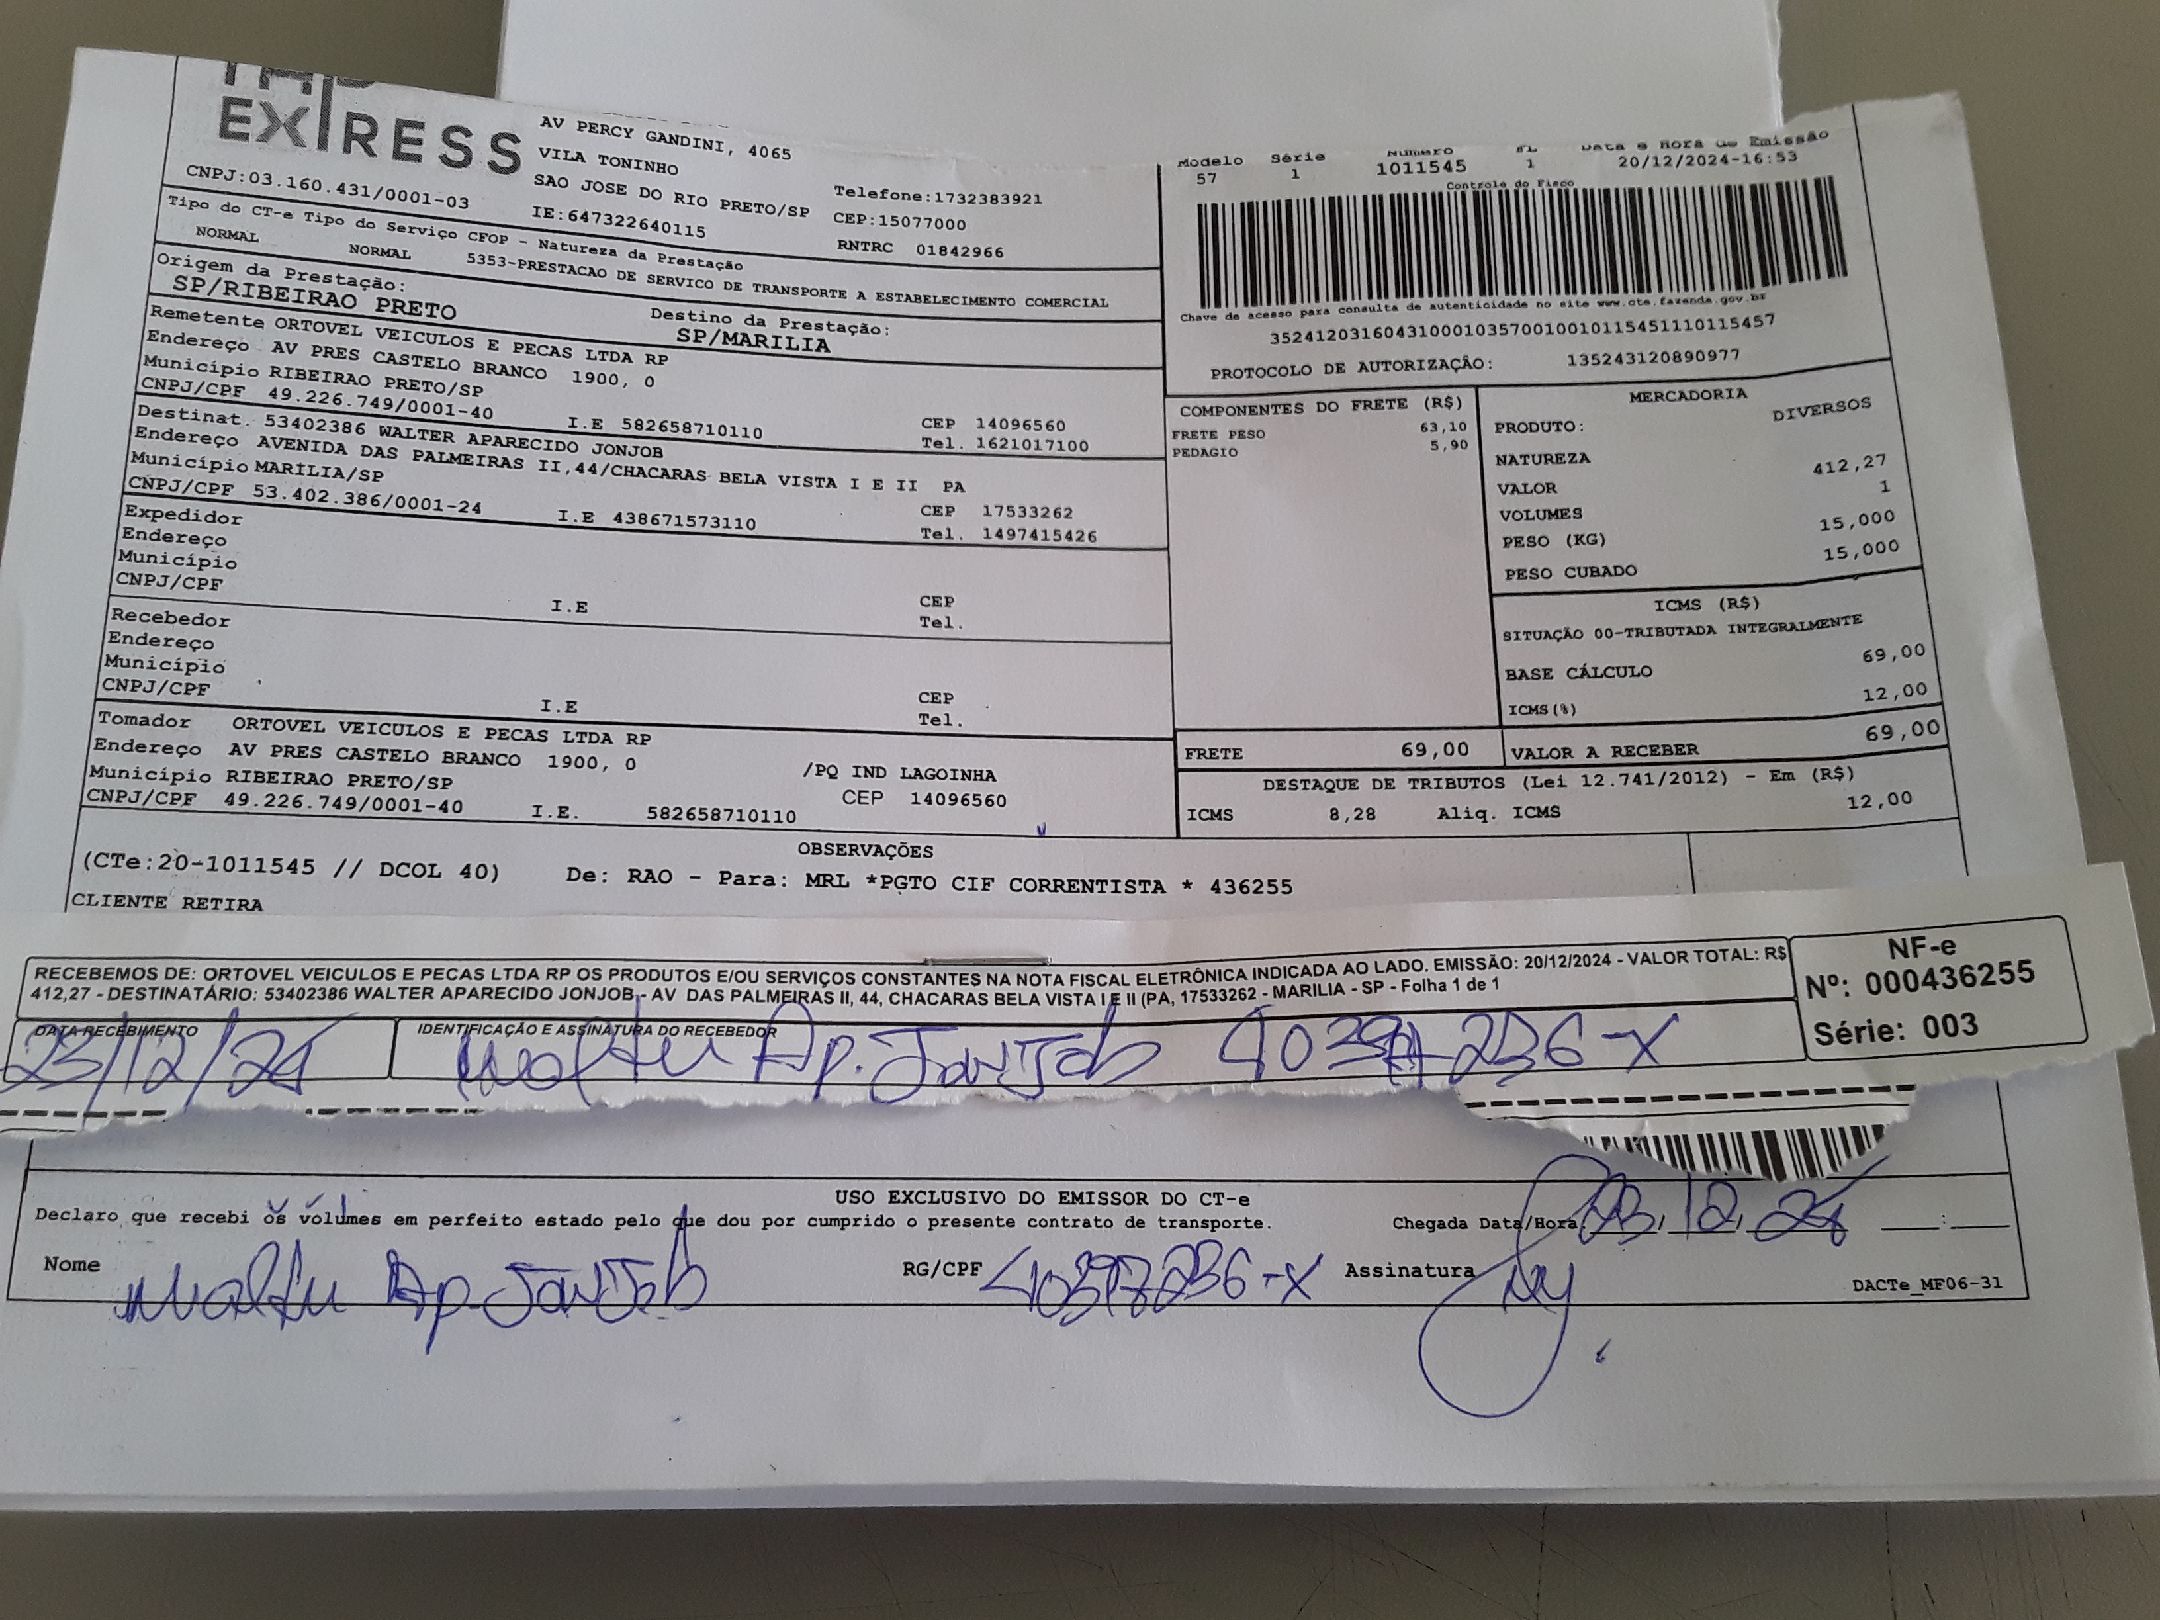 EXPRESS
AV PERCY GANDINI, 4065
VILA TONINHO
SAO JOSE DO RIO PRETO/SP
Telefone:1732383921
CNPJ:03.160.431/0001-03
IE:647322640115
CEP:15077000
RNTRC 01842966
Modelo Série Número FL Data e Hora de Emissão
57 1 1011545 1 20/12/2024-16:53
Controle do Fisco
Chave de acesso para consulta de autenticidade no site www.cte.fazenda.gov.br
35241203160431000103570010010115451110115457
PROTOCOLO DE AUTORIZAÇÃO: 135243120890977
Tipo do CT-e Tipo do Serviço CFOP - Natureza da Prestação
NORMAL NORMAL 5353-PRESTACAO DE SERVICO DE TRANSPORTE A ESTABELECIMENTO COMERCIAL
Origem da Prestação: Destino da Prestação:
SP/RIBEIRAO PRETO SP/MARILIA
Remetente ORTOVEL VEICULOS E PECAS LTDA RP
Endereço AV PRES CASTELO BRANCO 1900, 0
Município RIBEIRAO PRETO/SP CEP 14096560
CNPJ/CPF 49.226.749/0001-40 I.E 582658710110 Tel. 1621017100
Destinat. 53402386 WALTER APARECIDO JONJOB
Endereço AVENIDA DAS PALMEIRAS II,44/CHACARAS BELA VISTA I E II PA
Município MARÍLIA/SP CEP 17533262
CNPJ/CPF 53.402.386/0001-24 I.E 438671573110 Tel. 1497415426
Expedidor
Endereço
Município CEP
CNPJ/CPF I.E Tel.
Recebedor
Endereço
Município CEP
CNPJ/CPF I.E Tel.
Tomador ORTOVEL VEICULOS E PECAS LTDA RP
Endereço AV PRES CASTELO BRANCO 1900, 0 /PQ IND LAGOINHA
Município RIBEIRAO PRETO/SP CEP 14096560
CNPJ/CPF 49.226.749/0001-40 I.E. 582658710110
COMPONENTES DO FRETE (R$)
FRETE PESO 63,10
PEDAGIO 5,90
MERCADORIA
PRODUTO: DIVERSOS
NATUREZA
VALOR 412,27
VOLUMES 1
PESO (KG) 15,000
PESO CUBADO 15,000
ICMS (R$)
SITUAÇÃO 00-TRIBUTADA INTEGRALMENTE
BASE CÁLCULO 69,00
ICMS(%) 12,00
FRETE 69,00 VALOR A RECEBER 69,00
DESTAQUE DE TRIBUTOS (Lei 12.741/2012) - Em (R$)
ICMS 8,28 Aliq. ICMS 12,00
OBSERVAÇÕES
(CTe:20-1011545 // DCOL 40) De: RAO - Para: MRL *PGTO CIF CORRENTISTA * 436255
CLIENTE RETIRA
RECEBEMOS DE: ORTOVEL VEICULOS E PECAS LTDA RP OS PRODUTOS E/OU SERVIÇOS CONSTANTES NA NOTA FISCAL ELETRÔNICA INDICADA AO LADO. EMISSÃO: 20/12/2024 - VALOR TOTAL: R$
412,27 - DESTINATÁRIO: 53402386 WALTER APARECIDO JONJOB - AV DAS PALMEIRAS II, 44, CHACARAS BELA VISTA I E II (PA, 17533262 - MARILIA - SP - Folha 1 de 1
NF-e
Nº: 000436255
Série: 003
DATA RECEBIMENTO IDENTIFICAÇÃO E ASSINATURA DO RECEBEDOR
23/12/24 Walter Ap. JonJob
USO EXCLUSIVO DO EMISSOR DO CT-e
Declaro que recebi os volumes em perfeito estado pelo que dou por cumprido o presente contrato de transporte. Chegada Data/Hora 23/12/24 __:__
Nome Walter Ap. JonJob RG/CPF 40397236-X Assinatura
DACTe_MF06-31